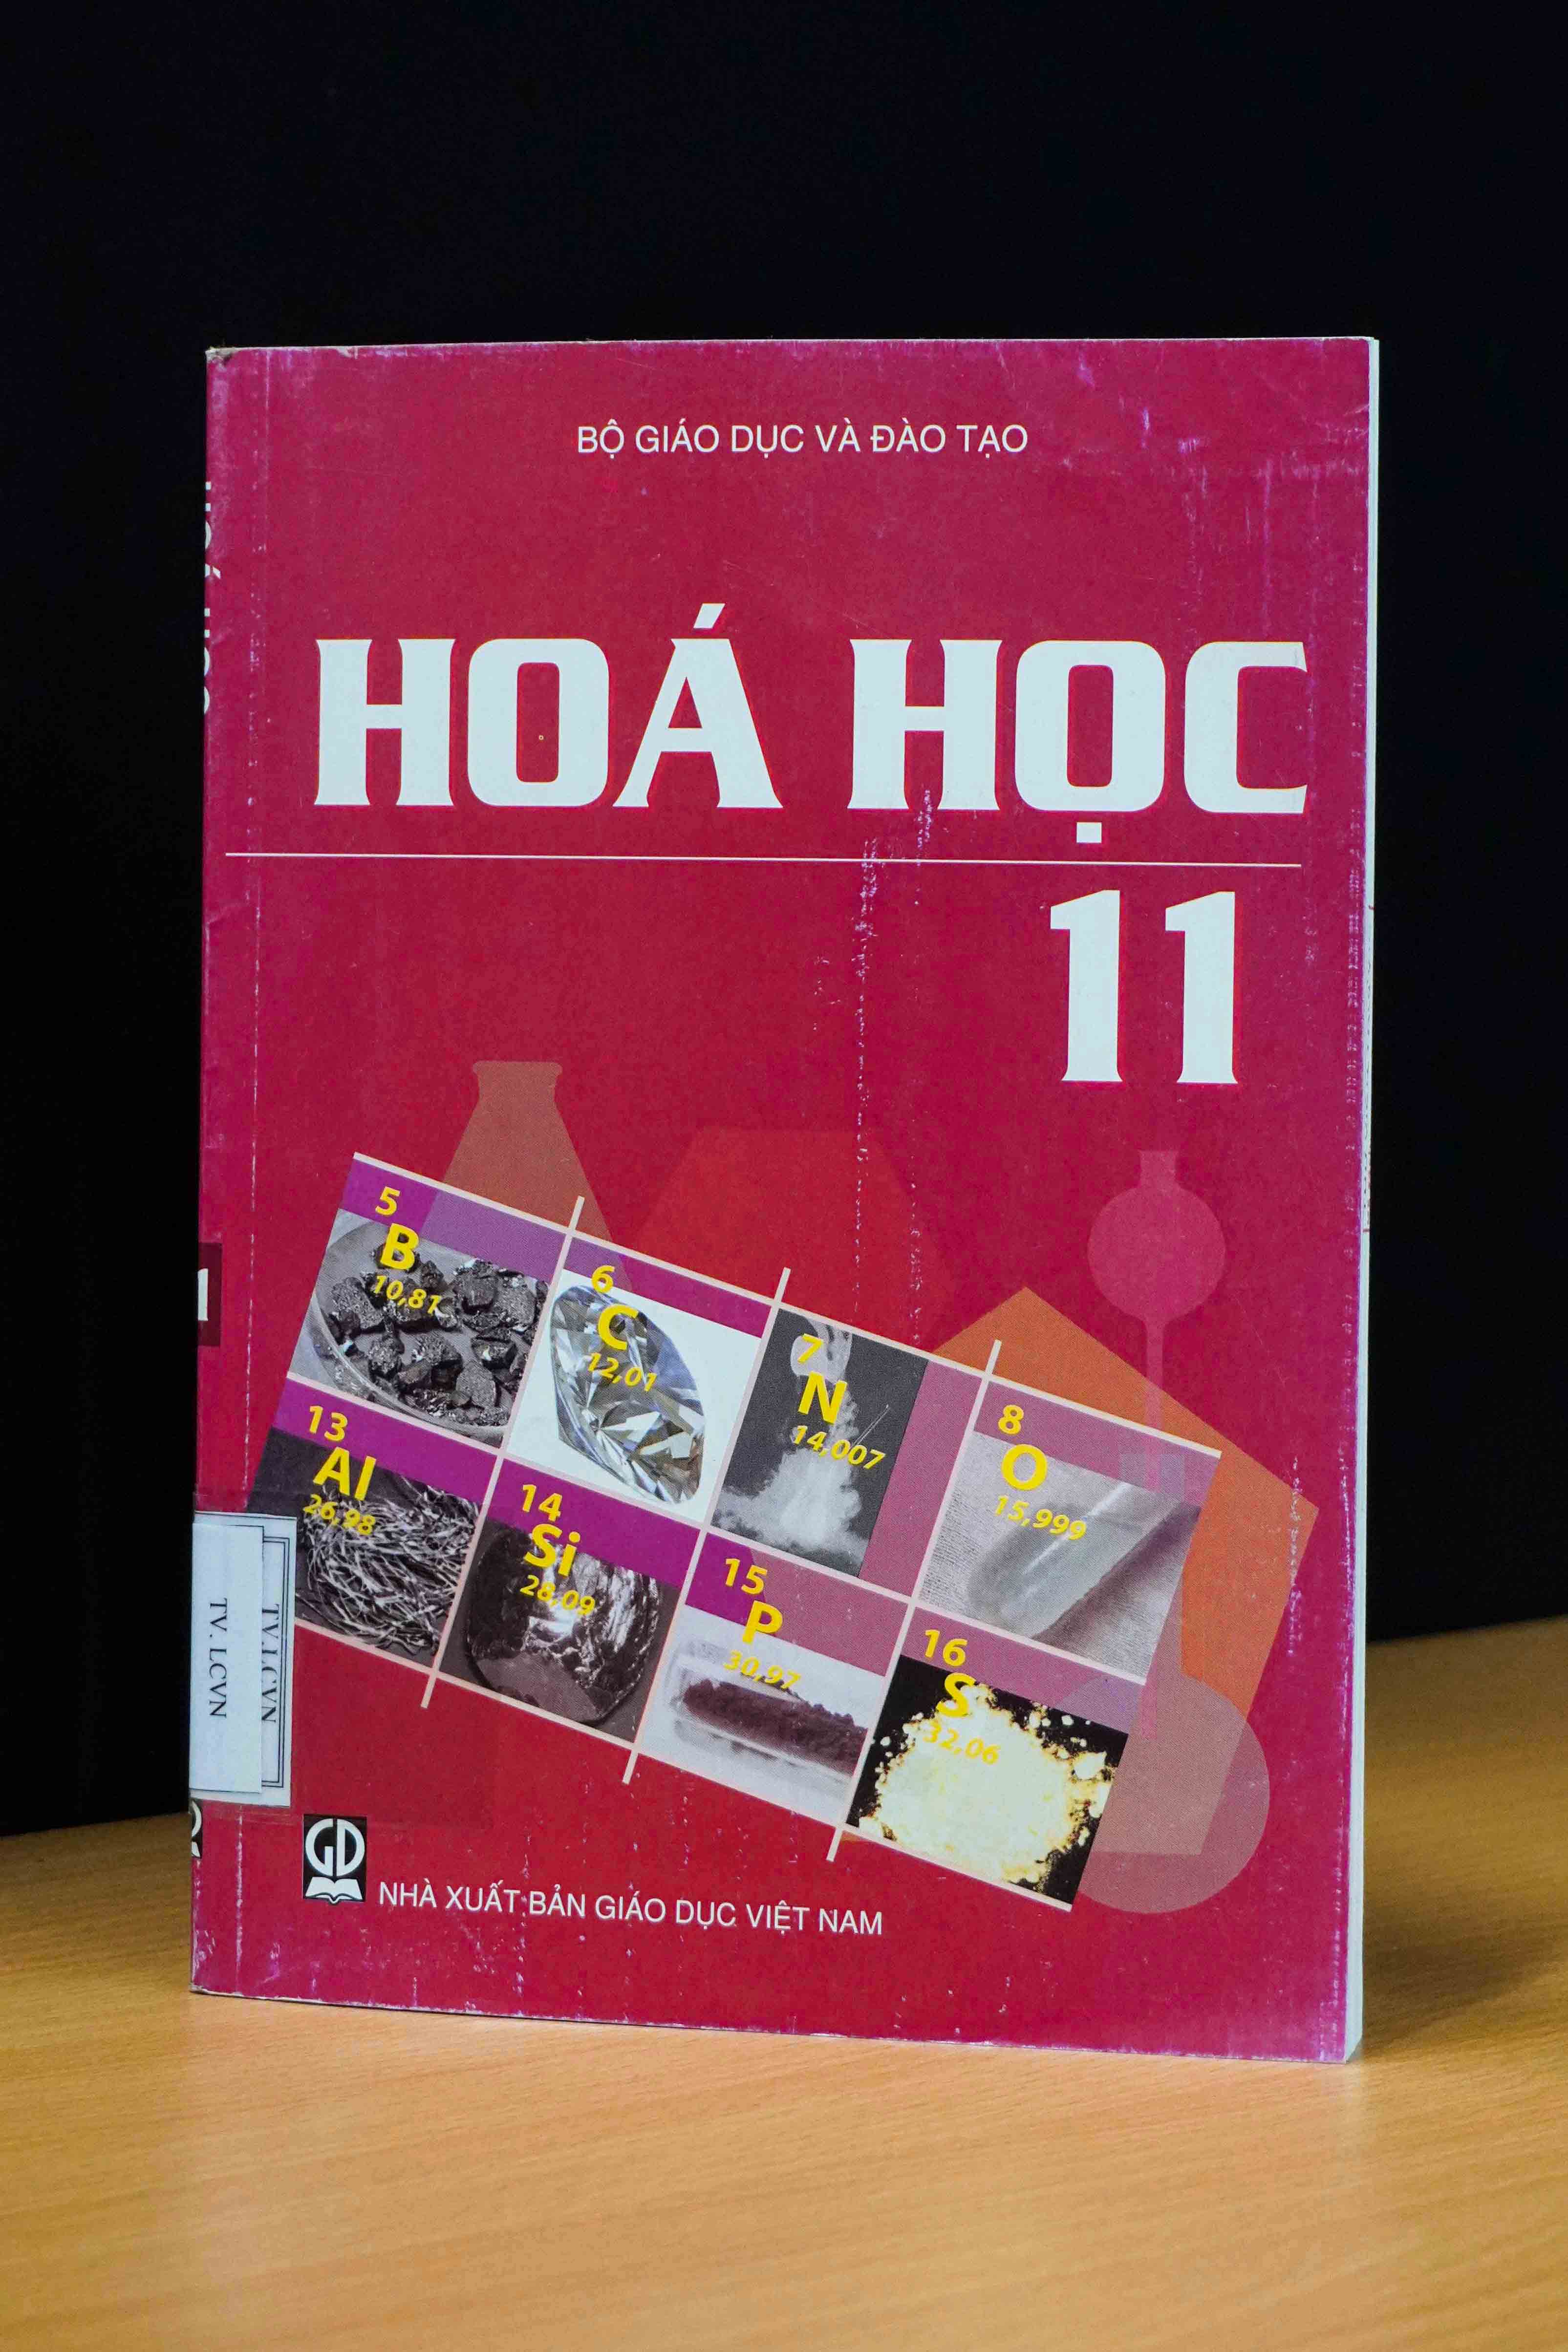 BỘ GIÁO DỤC VÀ ĐÀO TẠO
HOÁ HỌC
11
5
B
10,81
6
C
12,01
7
N
14,007
8
O
15,999
13
Al
26,98
14
Si
28,09
15
P
30,97
16
S
32,06
TV.LCVN
TV. LCVN
GD
NHÀ XUẤT BẢN GIÁO DỤC VIỆT NAM